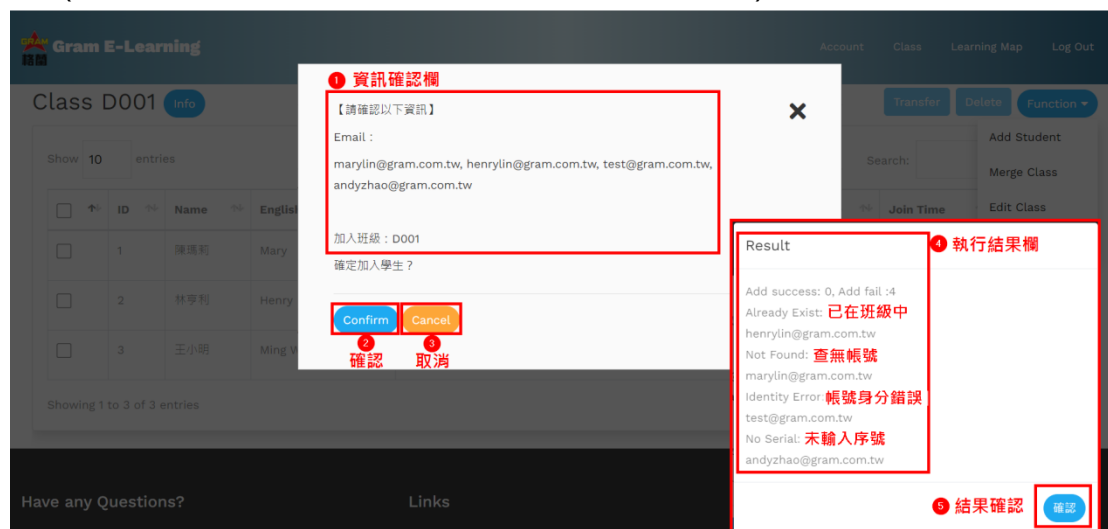 GRAM
格蘭
Gram E-Learning
Account Class Learning Map Log Out
Class D001 Info
Transfer Delete Function
Add Student
Merge Class
Edit Class
Show 10 entries
Search:
ID Name English
Join Time
1 陳瑪莉 Mary
2 林亨利 Henry
3 王小明 Ming W
Showing 1 to 3 of 3 entries
1 資訊確認欄
【請確認以下資訊】
Email：
marylin@gram.com.tw, henrylin@gram.com.tw, test@gram.com.tw,
andyzhao@gram.com.tw
加入班級：D001
確定加入學生？
Confirm Cancel
2 3
確認 取消
Result 4 執行結果欄
Add success: 0, Add fail :4
Already Exist: 已在班級中
henrylin@gram.com.tw
Not Found: 查無帳號
marylin@gram.com.tw
Identity Error: 帳號身分錯誤
test@gram.com.tw
No Serial: 未輸入序號
andyzhao@gram.com.tw
5 結果確認 確認
Have any Questions? Links